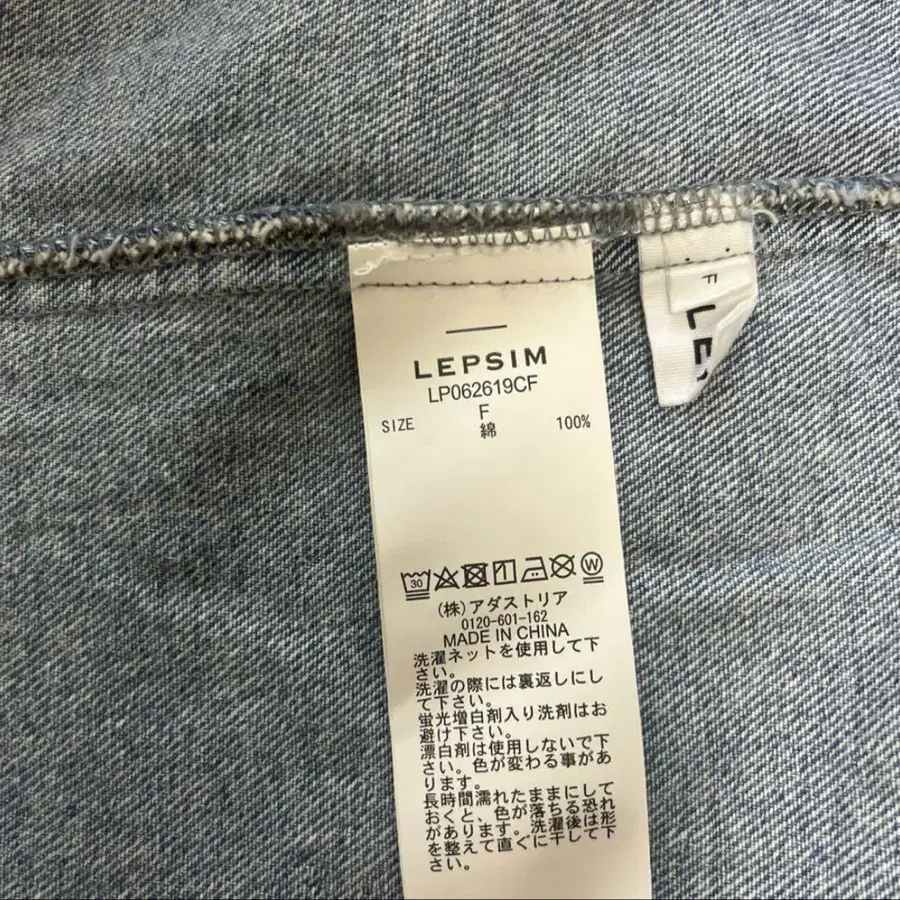 LEPSIM
LP062619CF
SIZE F
綿 100%
30
W
(株)アダストリア
0120-601-162
MADE IN CHINA
洗濯ネットを使用して下
さい。
洗濯の際には裏返しにし
て下さい。
蛍光増白剤入り洗剤はお
避け下さい。
漂白剤は使用しないで下
さい。色が変わる事があ
ります。
長時間濡れたままにして
おくと、色が落ちる恐れ
があります。洗濯後は形
を整えて直ぐに干して下
さい。
F